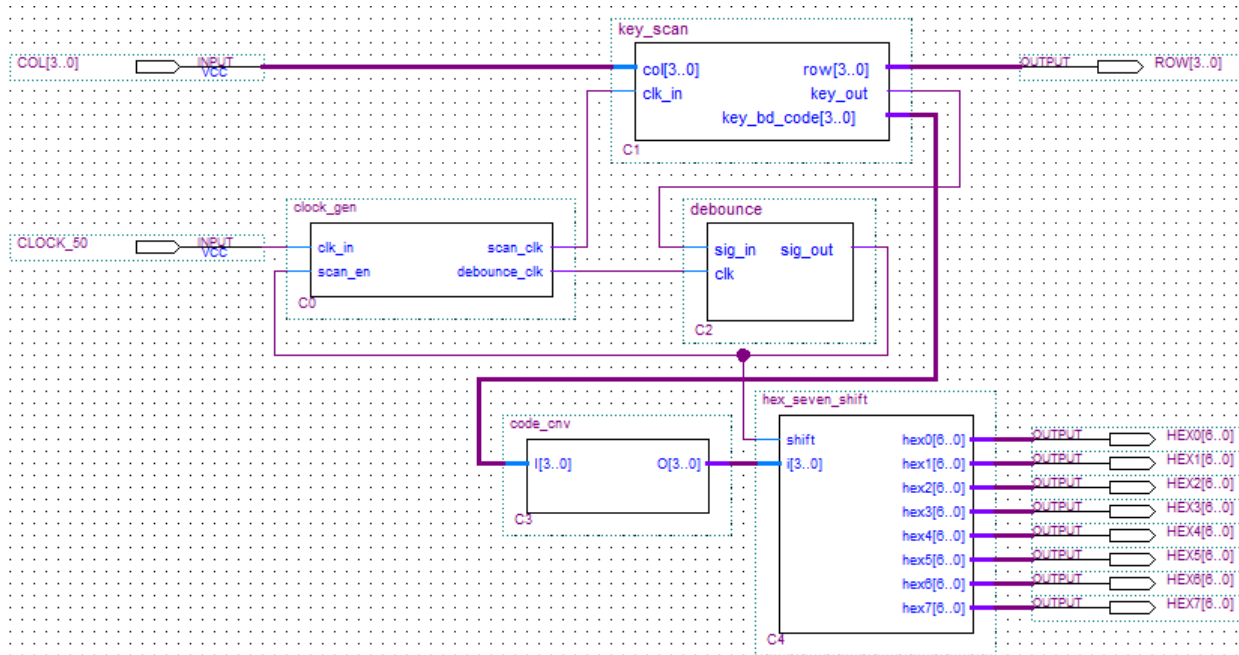 key_scan
COL[3..0]
INPUT
VCC
col[3..0]
row[3..0]
OUTPUT
ROW[3..0]
clk_in
key_out
key_bd_code[3..0]
C1
clock_gen
debounce
CLOCK_50
INPUT
VCC
clk_in
scan_clk
sig_in
sig_out
scan_en
debounce_clk
clk
C0
C2
hex_seven_shift
code_cnv
shift
hex0[6..0]
OUTPUT
HEX0[6..0]
I[3..0]
O[3..0]
i[3..0]
hex1[6..0]
OUTPUT
HEX1[6..0]
hex2[6..0]
OUTPUT
HEX2[6..0]
C3
hex3[6..0]
OUTPUT
HEX3[6..0]
hex4[6..0]
OUTPUT
HEX4[6..0]
hex5[6..0]
OUTPUT
HEX5[6..0]
hex6[6..0]
OUTPUT
HEX6[6..0]
hex7[6..0]
OUTPUT
HEX7[6..0]
C4